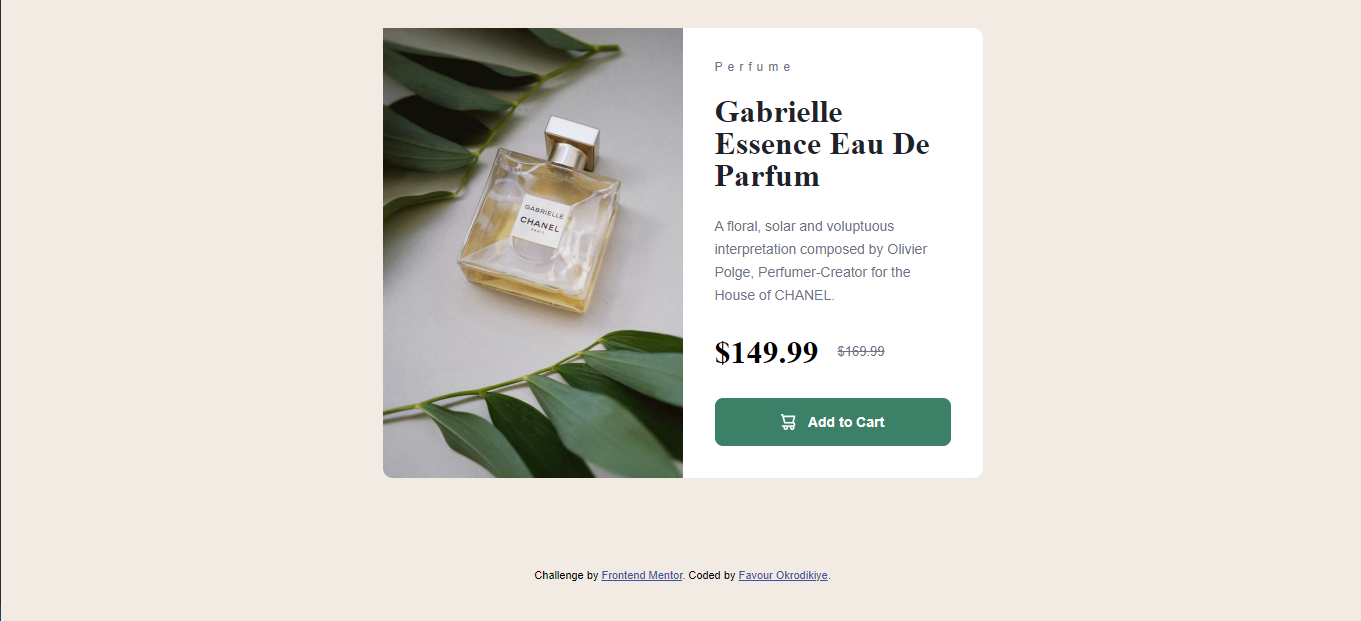 GABRIELLE
CHANEL
PARIS
Perfume
Gabrielle
Essence Eau De
Parfum
A floral, solar and voluptuous
interpretation composed by Olivier
Polge, Perfumer-Creator for the
House of CHANEL.
$149.99 $169.99
Add to Cart
Challenge by Frontend Mentor. Coded by Favour Okrodikiye.